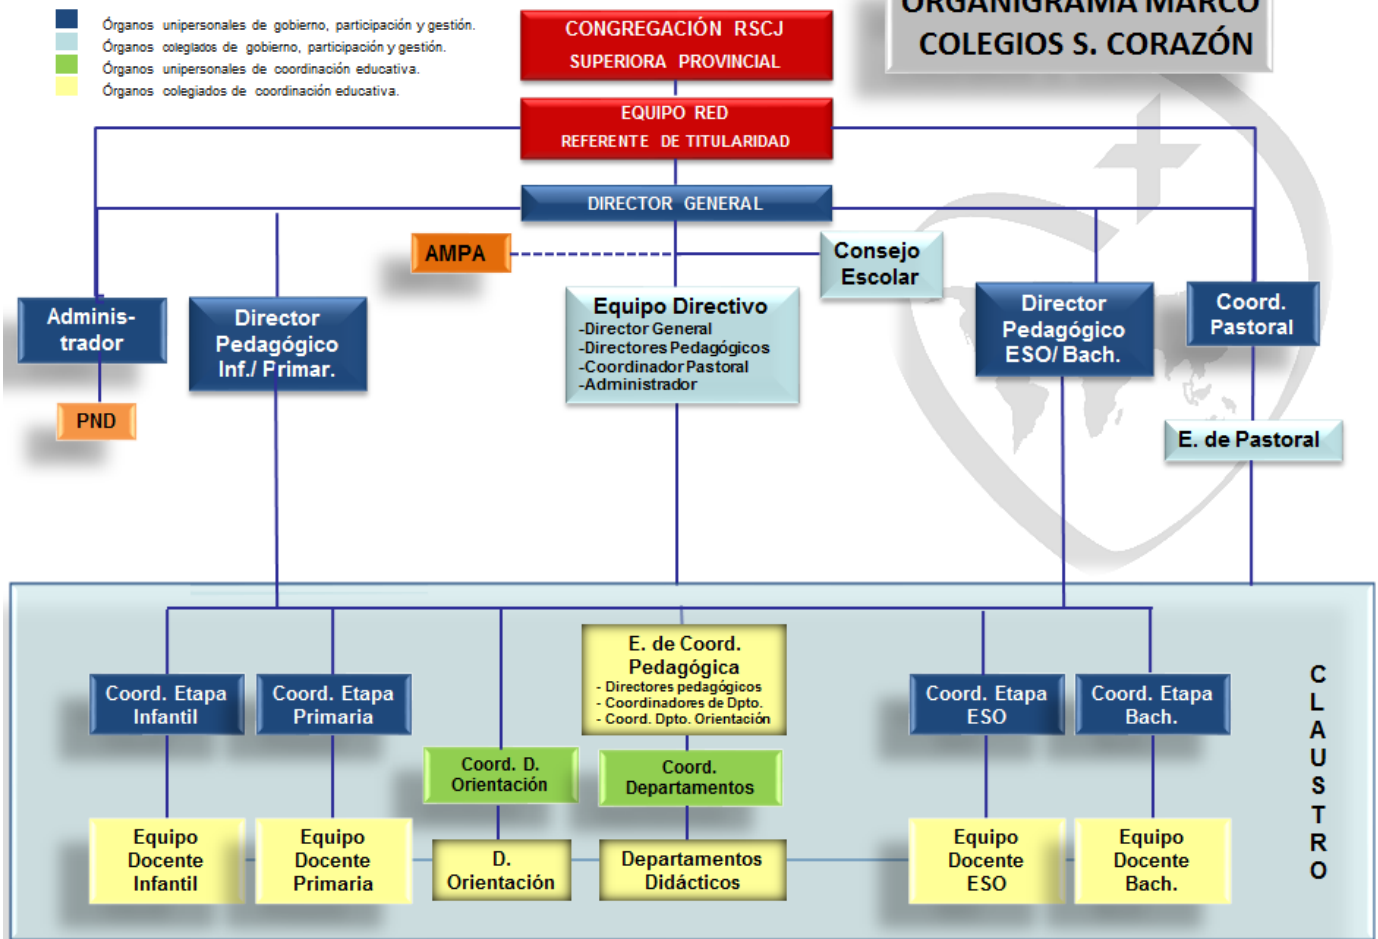 Órganos unipersonales de gobierno, participación y gestión.
Órganos colegiados de gobierno, participación y gestión.
Órganos unipersonales de coordinación educativa.
Órganos colegiados de coordinación educativa.
CONGREGACIÓN RSCJ
SUPERIORA PROVINCIAL
ORGANIGRAMA MARCO
COLEGIOS S. CORAZÓN
EQUIPO RED
REFERENTE DE TITULARIDAD
DIRECTOR GENERAL
AMPA
Consejo
Escolar
Adminis-
trador
Director
Pedagógico
Inf./ Primar.
Equipo Directivo
-Director General
-Directores Pedagógicos
-Coordinador Pastoral
-Administrador
Director
Pedagógico
ESO/ Bach.
Coord.
Pastoral
PND
E. de Pastoral
Coord. Etapa
Infantil
Coord. Etapa
Primaria
E. de Coord.
Pedagógica
- Directores pedagógicos
- Coordinadores de Dpto.
- Coord. Dpto. Orientación
Coord. Etapa
ESO
Coord. Etapa
Bach.
Coord. D.
Orientación
Coord.
Departamentos
Equipo
Docente
Infantil
Equipo
Docente
Primaria
D.
Orientación
Departamentos
Didácticos
Equipo
Docente
ESO
Equipo
Docente
Bach.
CLAUSTRO